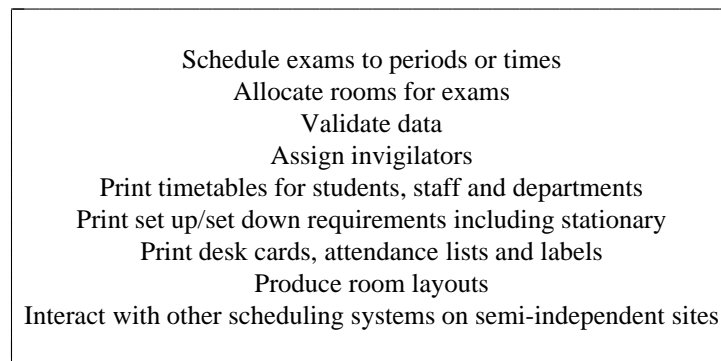 Schedule exams to periods or times
Allocate rooms for exams
Validate data
Assign invigilators
Print timetables for students, staff and departments
Print set up/set down requirements including stationary
Print desk cards, attendance lists and labels
Produce room layouts
Interact with other scheduling systems on semi-independent sites